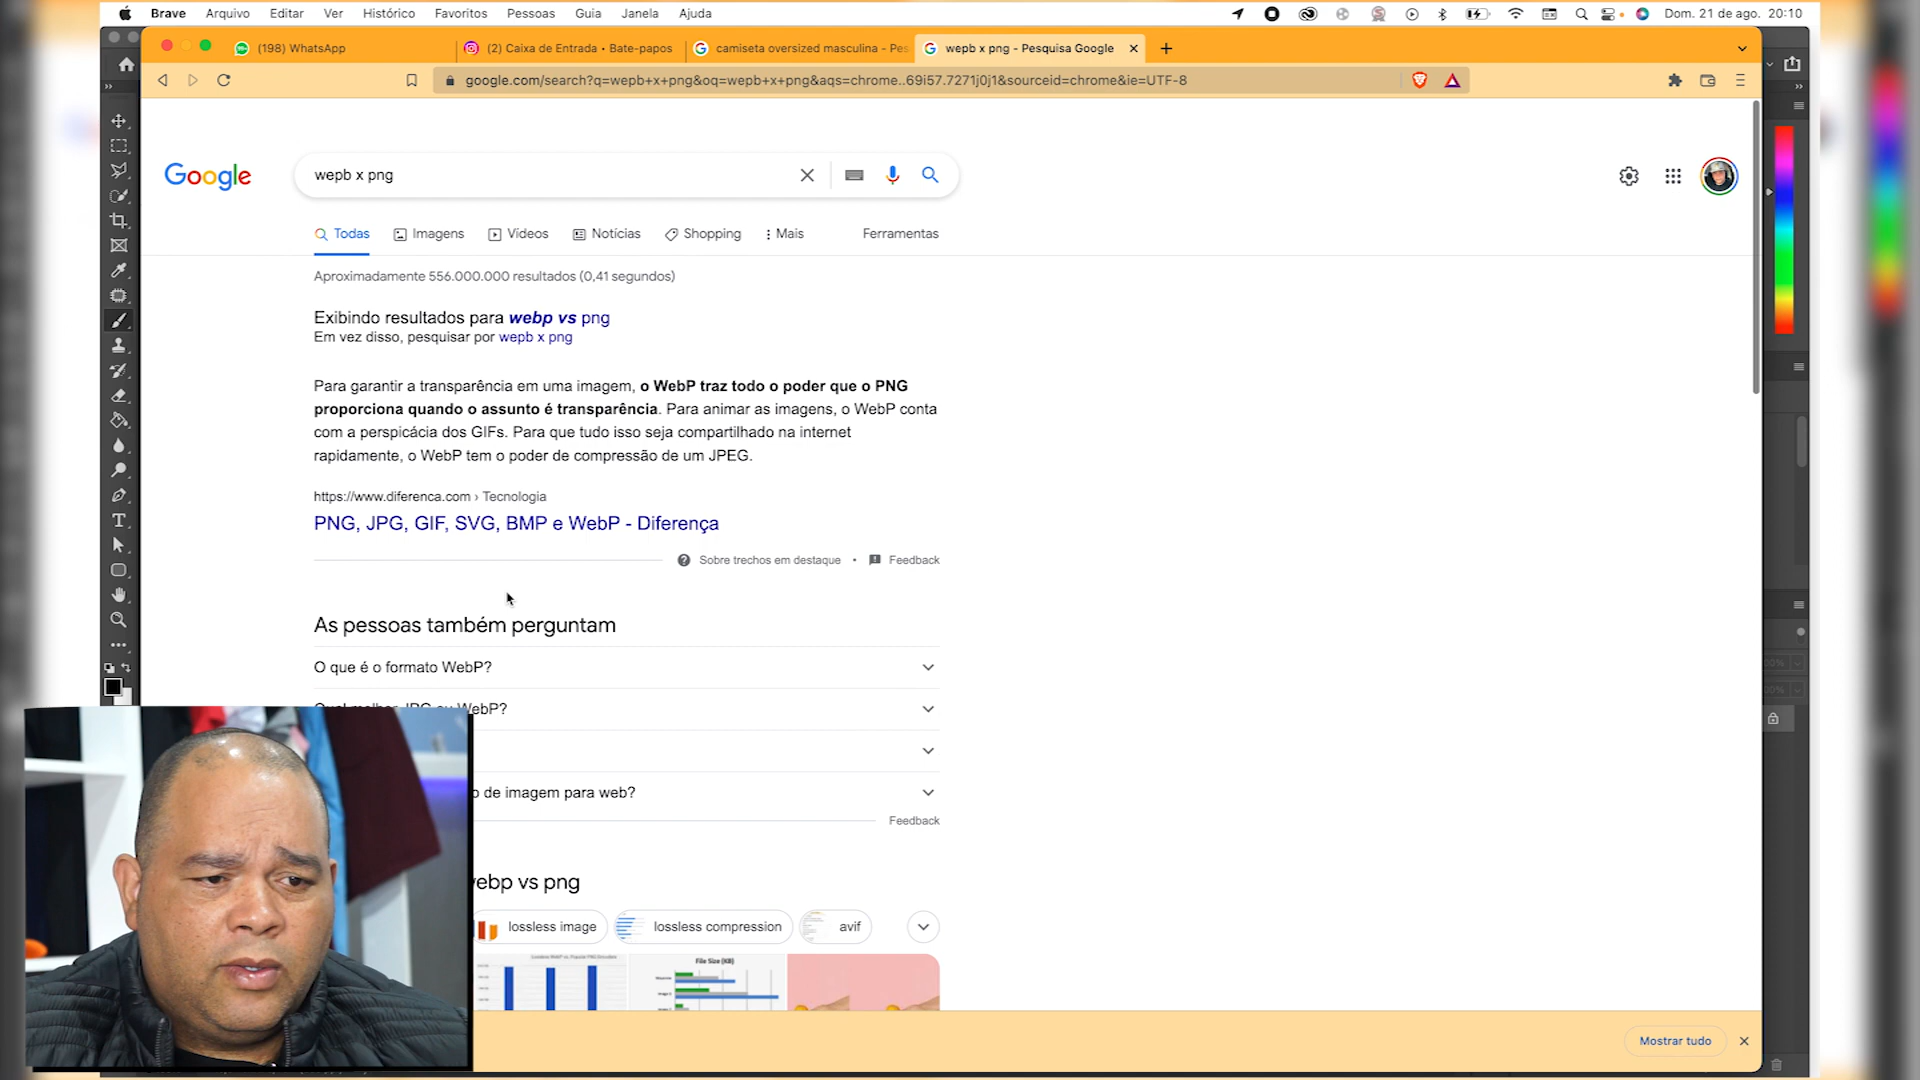 Brave Arquivo Editar Ver Histórico Favoritos Pessoas Guia Janela Ajuda
Dom. 21 de ago. 20:10
(198) WhatsApp
(2) Caixa de Entrada • Bate-papos
camiseta oversized masculina - Pes
wepb x png - Pesquisa Google
google.com/search?q=wepb+x+png&oq=wepb+x+png&aqs=chrome..69i57.7271j0j1&sourceid=chrome&ie=UTF-8
Google
wepb x png
Todas Imagens Vídeos Notícias Shopping Mais Ferramentas
Aproximadamente 556.000.000 resultados (0,41 segundos)
Exibindo resultados para webp vs png
Em vez disso, pesquisar por wepb x png
Para garantir a transparência em uma imagem, o WebP traz todo o poder que o PNG
proporciona quando o assunto é transparência. Para animar as imagens, o WebP conta
com a perspicácia dos GIFs. Para que tudo isso seja compartilhado na internet
rapidamente, o WebP tem o poder de compressão de um JPEG.
https://www.diferenca.com › Tecnologia
PNG, JPG, GIF, SVG, BMP e WebP - Diferença
Sobre trechos em destaque • Feedback
As pessoas também perguntam
O que é o formato WebP?
WebP?
o de imagem para web?
Feedback
webp vs png
lossless image
lossless compression
avif
File Size (KB)
Mostrar tudo